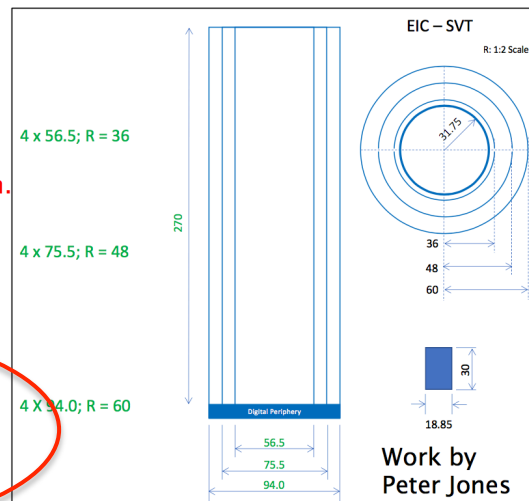 EIC – SVT
R: 1:2 Scale
31.75
4 x 56.5; R = 36
270
36
4 x 75.5; R = 48
48
60
30
4 X 94.0; R = 60
Digital Periphery
18.85
56.5
75.5
94.0
Work by
Peter Jones